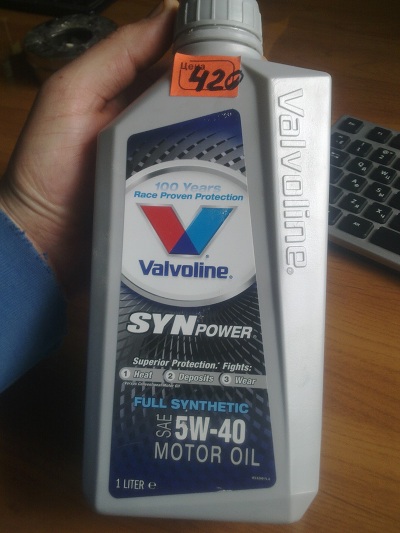 Цена
420
Valvoline
100 Years
Race Proven Protection
Valvoline
SYNPOWER
Superior Protection. Fights:
1 Heat 2 Deposits 3 Wear
FULL SYNTHETIC
SAE 5W-40
MOTOR OIL
1 LITER e